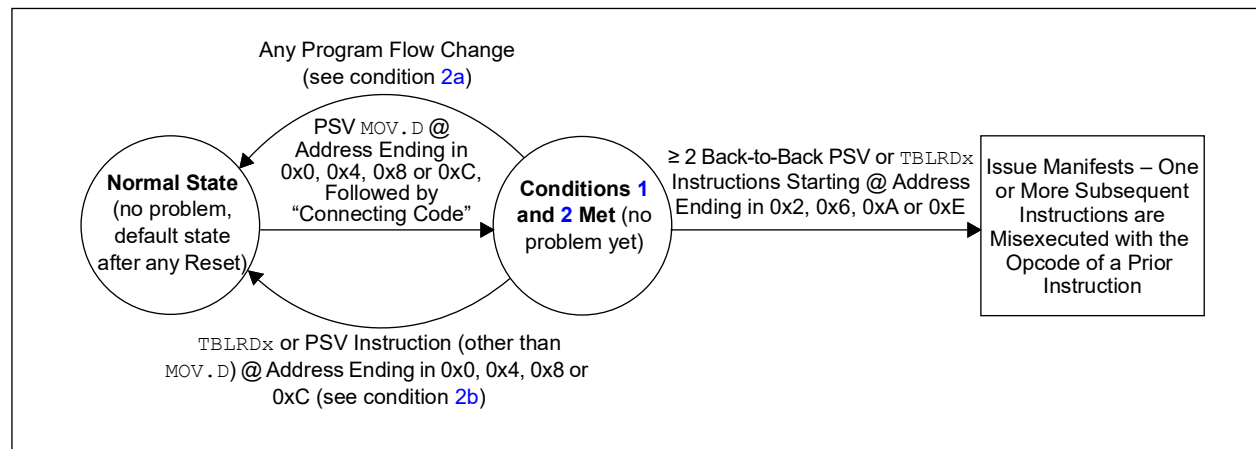 Any Program Flow Change
(see condition 2a)
PSV MOV.D @
Address Ending in
0x0, 0x4, 0x8 or 0xC,
Followed by
“Connecting Code”
Normal State
(no problem,
default state
after any Reset)
Conditions 1
and 2 Met (no
problem yet)
≥ 2 Back-to-Back PSV or TBLRDx
Instructions Starting @ Address
Ending in 0x2, 0x6, 0xA or 0xE
Issue Manifests – One
or More Subsequent
Instructions are
Misexecuted with the
Opcode of a Prior
Instruction
TBLRDx or PSV Instruction (other than
MOV.D) @ Address Ending in 0x0, 0x4, 0x8 or
0xC (see condition 2b)